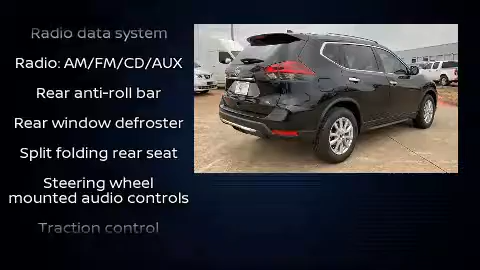 Radio data system
Radio: AM/FM/CD/AUX
Rear anti-roll bar
Rear window defroster
Split folding rear seat
Steering wheel
mounted audio controls
Traction control